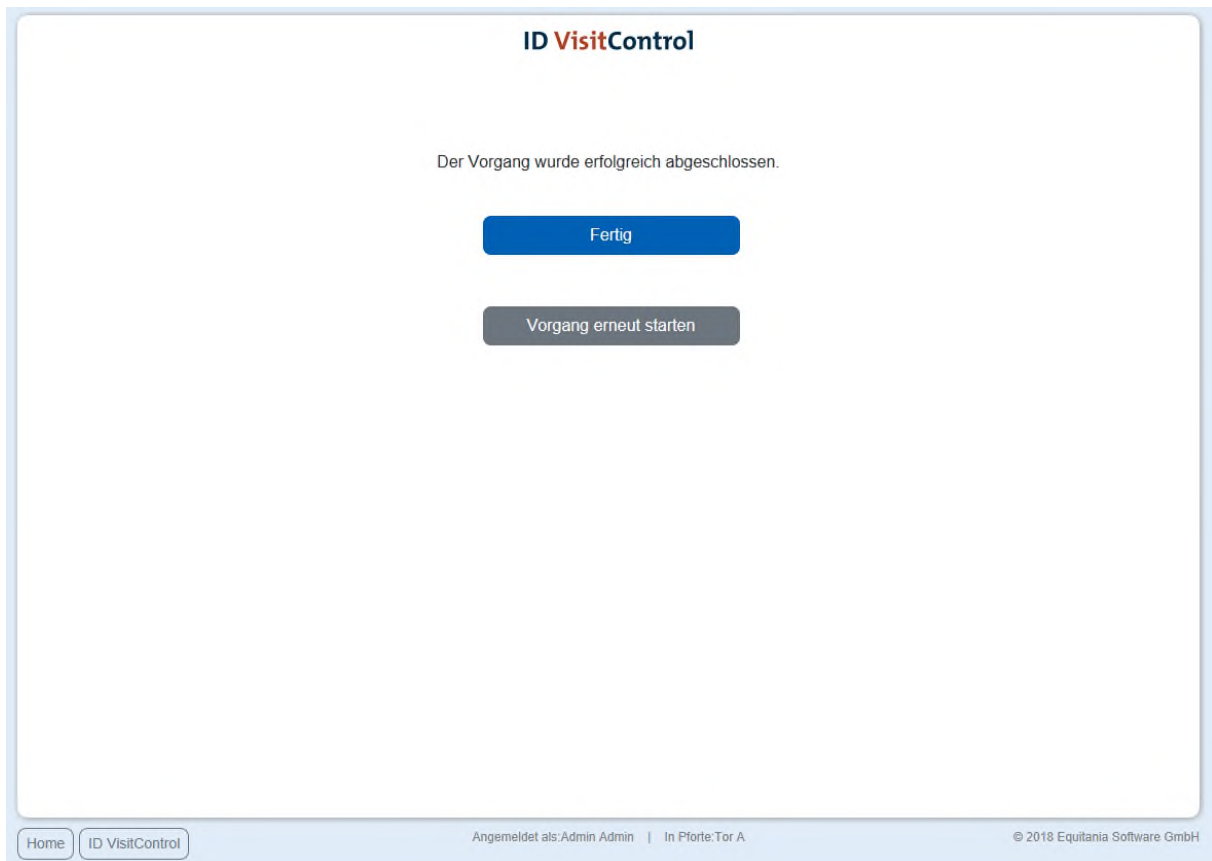 ID VisitControl
Der Vorgang wurde erfolgreich abgeschlossen.
Fertig
Vorgang erneut starten
Home ID VisitControl Angemeldet als:Admin Admin | In Pforte:Tor A © 2018 Equitania Software GmbH